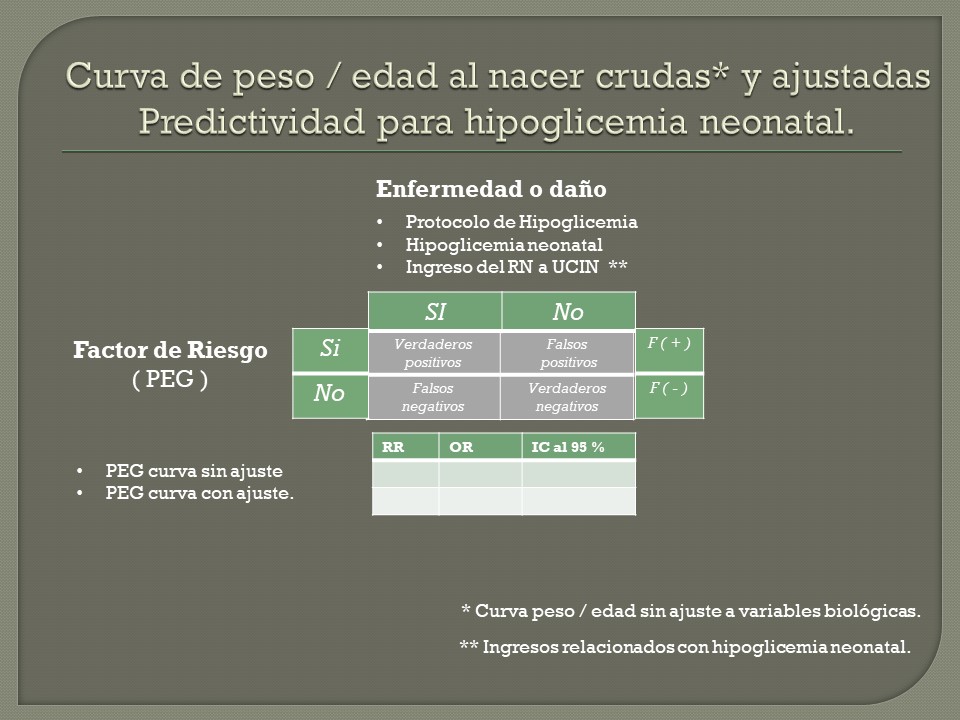 Curva de peso / edad al nacer crudas* y ajustadas
Predictividad para hipoglicemia neonatal.
Enfermedad o daño
• Protocolo de Hipoglicemia
• Hipoglicemia neonatal
• Ingreso del RN a UCIN **
SI No
Factor de Riesgo
( PEG )
Si Verdaderos positivos Falsos positivos F ( + )
No Falsos negativos Verdaderos negativos F ( - )
RR OR IC al 95 %
• PEG curva sin ajuste
• PEG curva con ajuste.
* Curva peso / edad sin ajuste a variables biológicas.
** Ingresos relacionados con hipoglicemia neonatal.